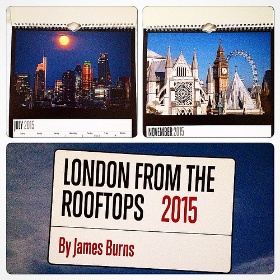 JULY 2015
NOVEMBER 2015
LONDON FROM THE
ROOFTOPS 2015
By James Burns